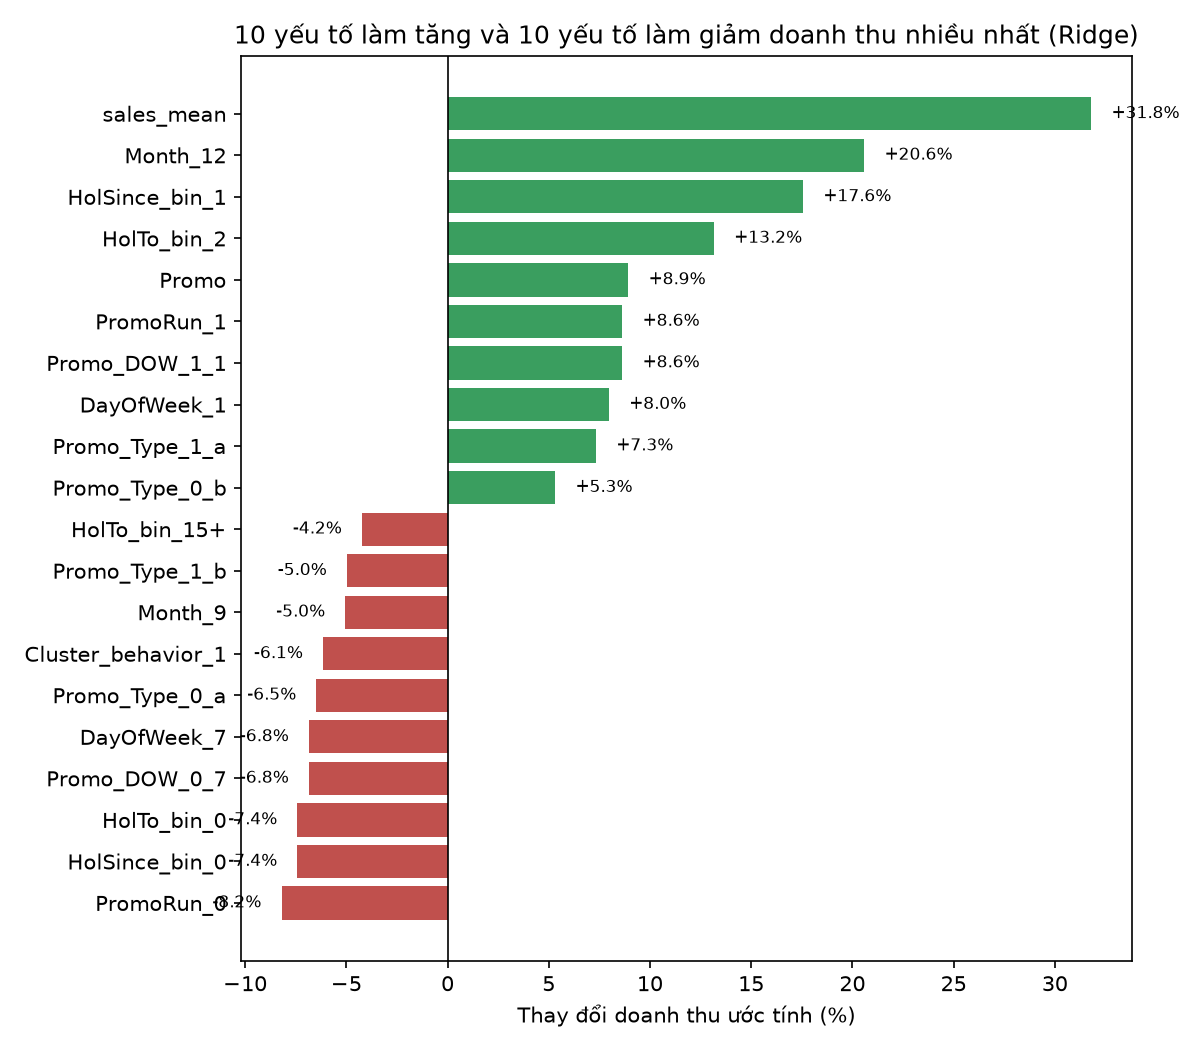 10 yếu tố làm tăng và 10 yếu tố làm giảm doanh thu nhiều nhất (Ridge)
sales_mean +31.8%
Month_12 +20.6%
HolSince_bin_1 +17.6%
HolTo_bin_2 +13.2%
Promo +8.9%
PromoRun_1 +8.6%
Promo_DOW_1_1 +8.6%
DayOfWeek_1 +8.0%
Promo_Type_1_a +7.3%
Promo_Type_0_b +5.3%
HolTo_bin_15+ -4.2%
Promo_Type_1_b -5.0%
Month_9 -5.0%
Cluster_behavior_1 -6.1%
Promo_Type_0_a -6.5%
DayOfWeek_7 -6.8%
Promo_DOW_0_7 -6.8%
HolTo_bin_0 -7.4%
HolSince_bin_0 -7.4%
PromoRun_0 -8.2%
−10 −5 0 5 10 15 20 25 30
Thay đổi doanh thu ước tính (%)